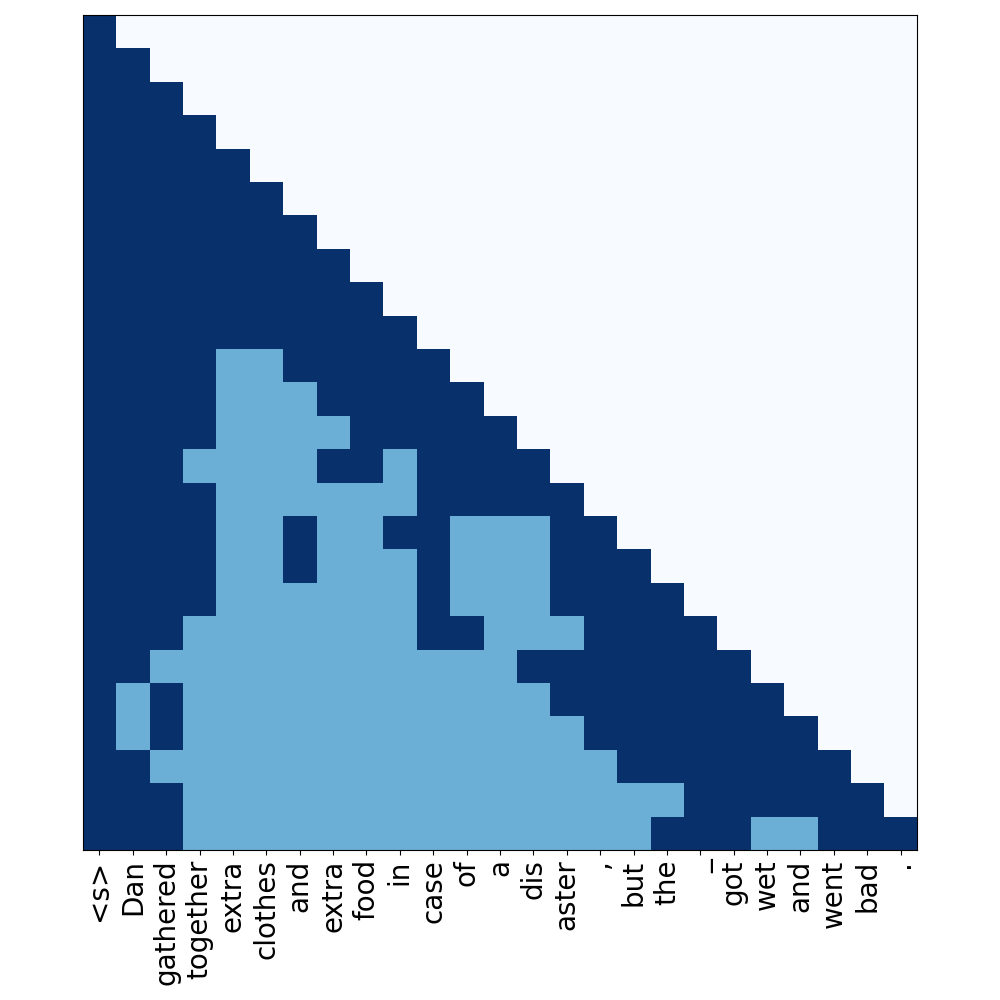 <s>
Dan
gathered
together
extra
clothes
and
extra
food
in
case
of
a
dis
aster
,
but
the
_
got
wet
and
went
bad
.